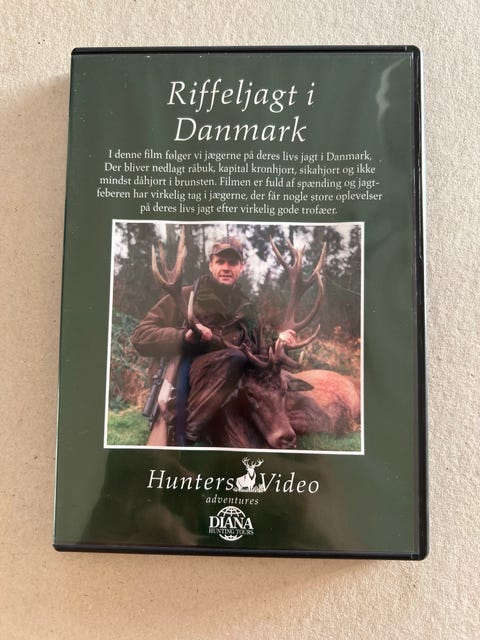 Riffeljagt i
Danmark
I denne film følger vi jægerne på deres livs jagt i Danmark,
Der bliver nedlagt råbuk, kapital kronhjort, sikahjort og ikke
mindst dåhjort i brunsten. Filmen er fuld af spænding og jagt-
feberen har virkelig tag i jægerne, der får nogle store oplevelser
på deres livs jagt efter virkelig gode trofæer.
Hunters Video
adventures
DIANA
HUNTING TOURS